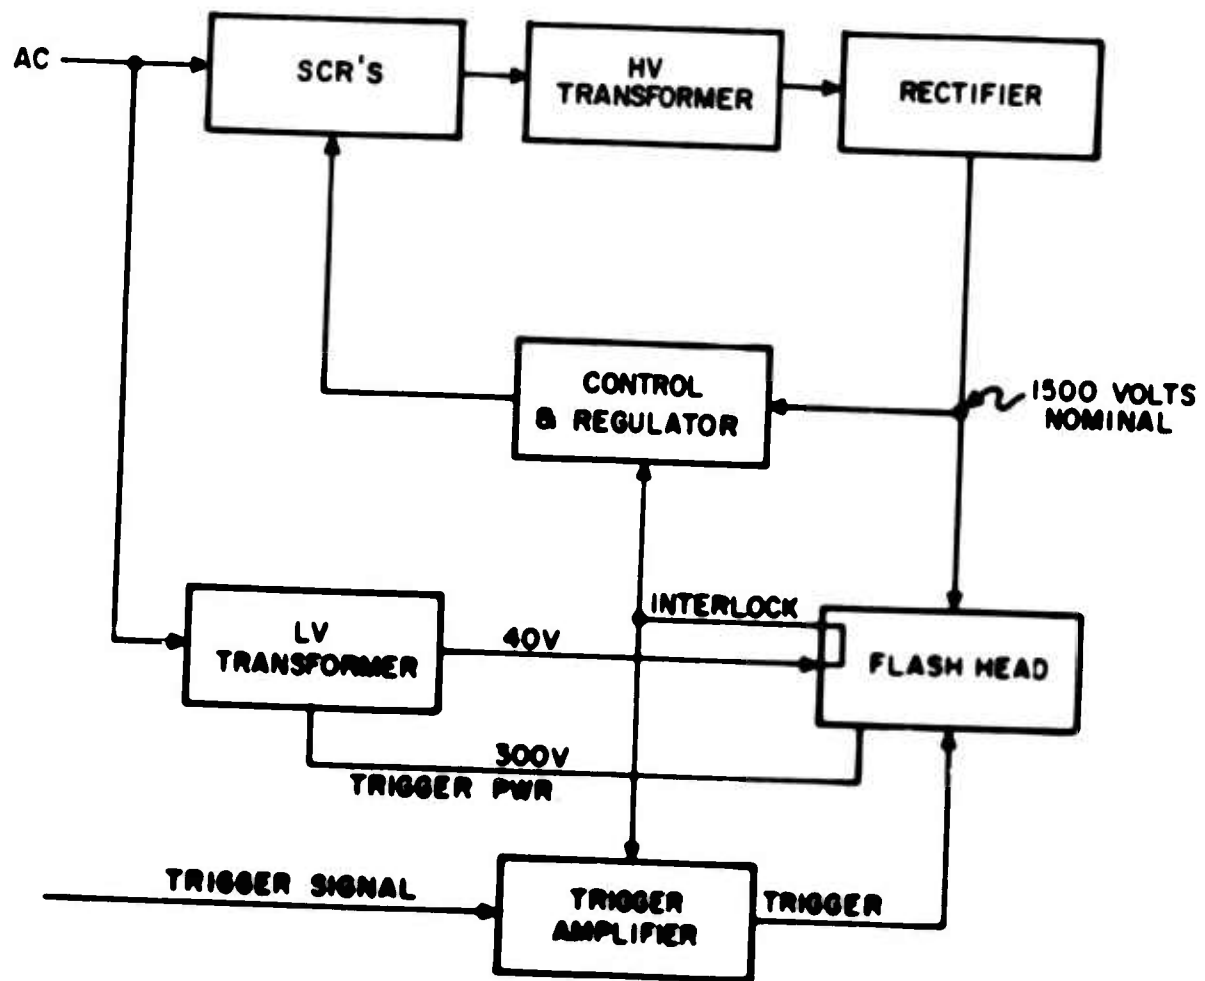 AC
SCR'S
HV
TRANSFORMER
RECTIFIER
CONTROL
& REGULATOR
1500 VOLTS
NOMINAL
INTERLOCK
LV
TRANSFORMER
40V
FLASH HEAD
300V
TRIGGER PWR
TRIGGER SIGNAL
TRIGGER
AMPLIFIER
TRIGGER